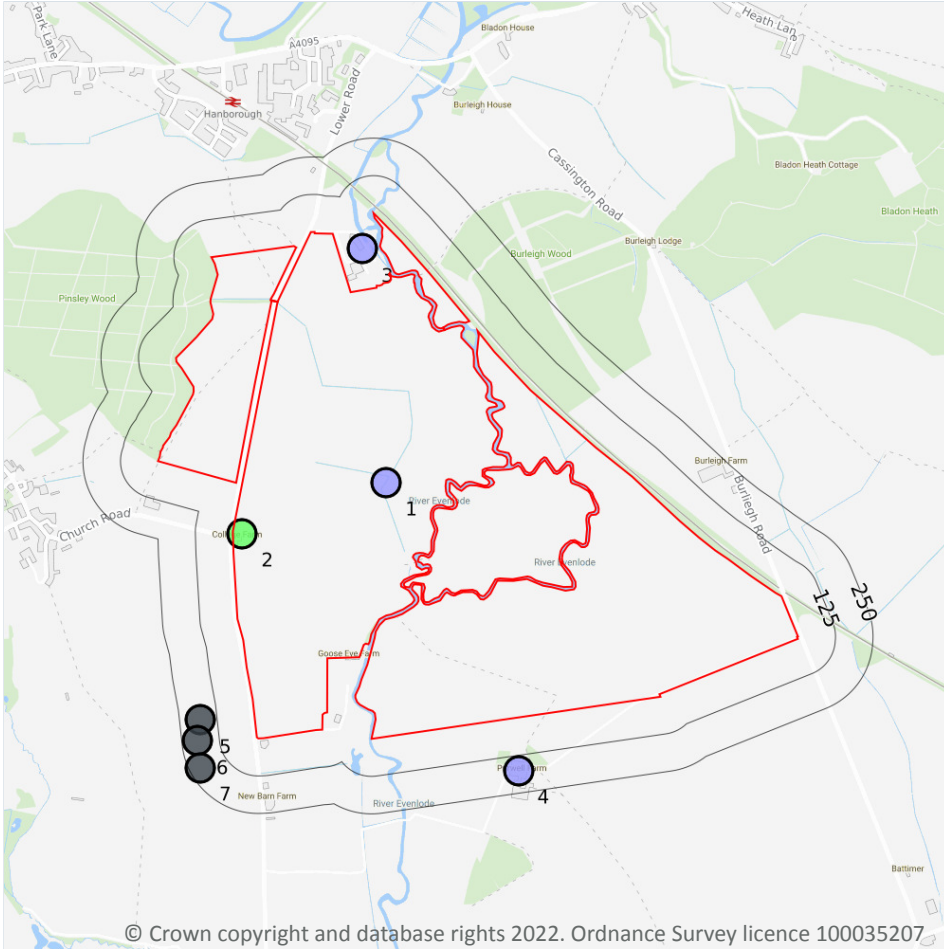 Park Lane
A4095
Bladon House
Heath Lane
Hanborough
Lower Road
Burleigh House
Cassington Road
Bladon Heath Cottage
Bladon Heath
Burleigh Lodge
Burleigh Wood
Pinsley Wood
3
Burleigh Farm
Burliegh Road
1
River Evenlode
Church Road
2
River Evenlode
125
250
Goose Eye Farm
5
6
7
New Barn Farm
River Evenlode
4
Battimer
© Crown copyright and database rights 2022. Ordnance Survey licence 100035207